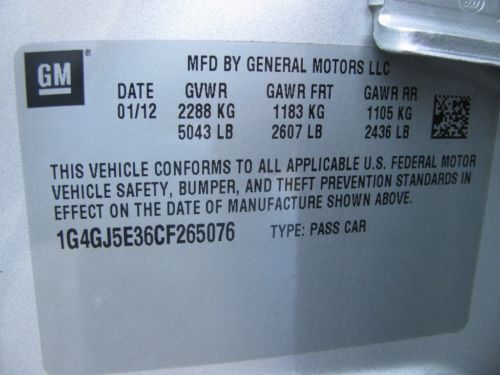 GM
MFD BY GENERAL MOTORS LLC
DATE GVWR GAWR FRT GAWR RR
01/12 2288 KG 1183 KG 1105 KG
5043 LB 2607 LB 2436 LB
THIS VEHICLE CONFORMS TO ALL APPLICABLE U.S. FEDERAL MOTOR
VEHICLE SAFETY, BUMPER, AND THEFT PREVENTION STANDARDS IN
EFFECT ON THE DATE OF MANUFACTURE SHOWN ABOVE.
1G4GJ5E36CF265076 TYPE: PASS CAR